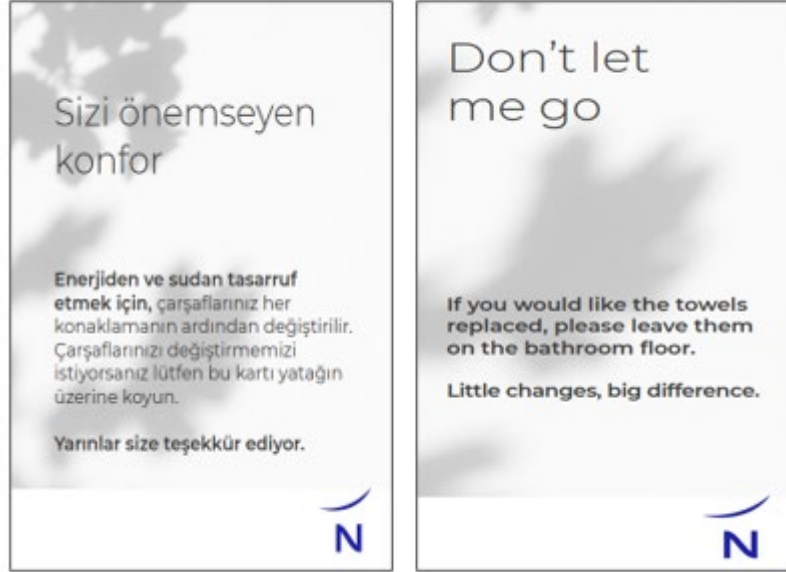 Sizi önemseyen
konfor
Enerjiden ve sudan tasarruf
etmek için, çarşaflarınız her
konaklamanın ardından değiştirilir.
Çarşaflarınızı değiştirmemizi
istiyorsanız lütfen bu kartı yatağın
üzerine koyun.
Yarınlar size teşekkür ediyor.
N
Don't let
me go
If you would like the towels
replaced, please leave them
on the bathroom floor.
Little changes, big difference.
N